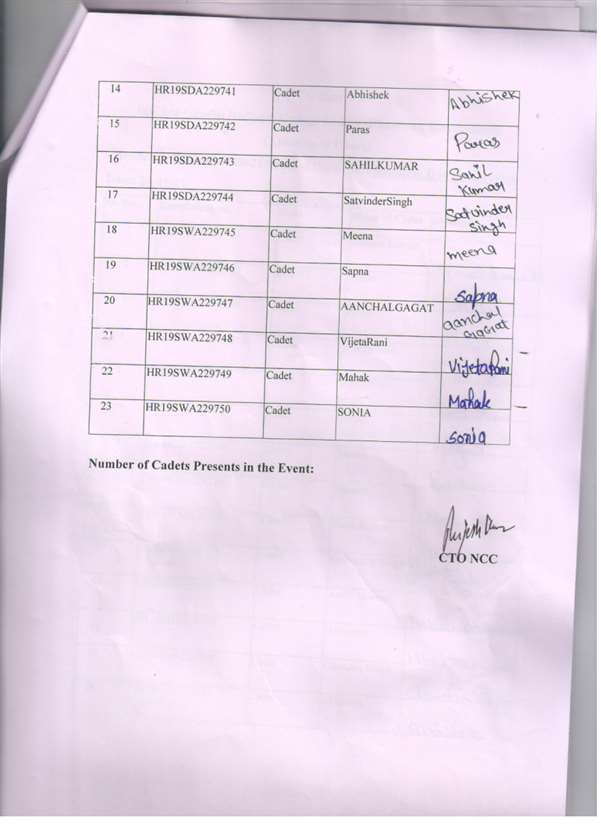 14 HR19SDA229741 Cadet Abhishek Abhishek
15 HR19SDA229742 Cadet Paras Paras
16 HR19SDA229743 Cadet SAHILKUMAR Sahil Kumar
17 HR19SDA229744 Cadet SatvinderSingh Satvinder Singh
18 HR19SWA229745 Cadet Meena meena
19 HR19SWA229746 Cadet Sapna Sapna
20 HR19SWA229747 Cadet AANCHALGAGAT aanchal gagat
21 HR19SWA229748 Cadet VijetaRani VijetaRani
22 HR19SWA229749 Cadet Mahak Mahak
23 HR19SWA229750 Cadet SONIA Sonia
Number of Cadets Presents in the Event:
CTO NCC